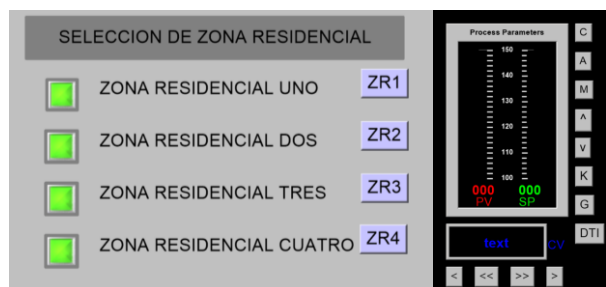 SELECCION DE ZONA RESIDENCIAL
ZONA RESIDENCIAL UNO ZR1
ZONA RESIDENCIAL DOS ZR2
ZONA RESIDENCIAL TRES ZR3
ZONA RESIDENCIAL CUATRO ZR4
Process Parameters
150
140
130
120
110
100
000 000
PV SP
text CV
C
A
M
^
v
K
G
DTI
< << >> >